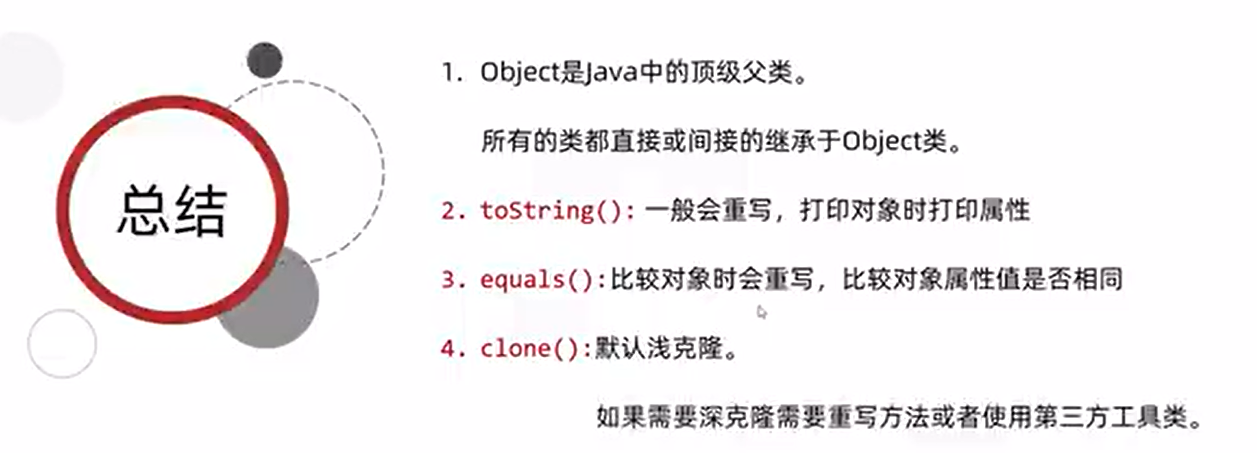 总结
1. Object是Java中的顶级父类。
所有的类都直接或间接的继承于Object类。
2. toString(): 一般会重写，打印对象时打印属性
3. equals():比较对象时会重写，比较对象属性值是否相同
4. clone():默认浅克隆。
如果需要深克隆需要重写方法或者使用第三方工具类。